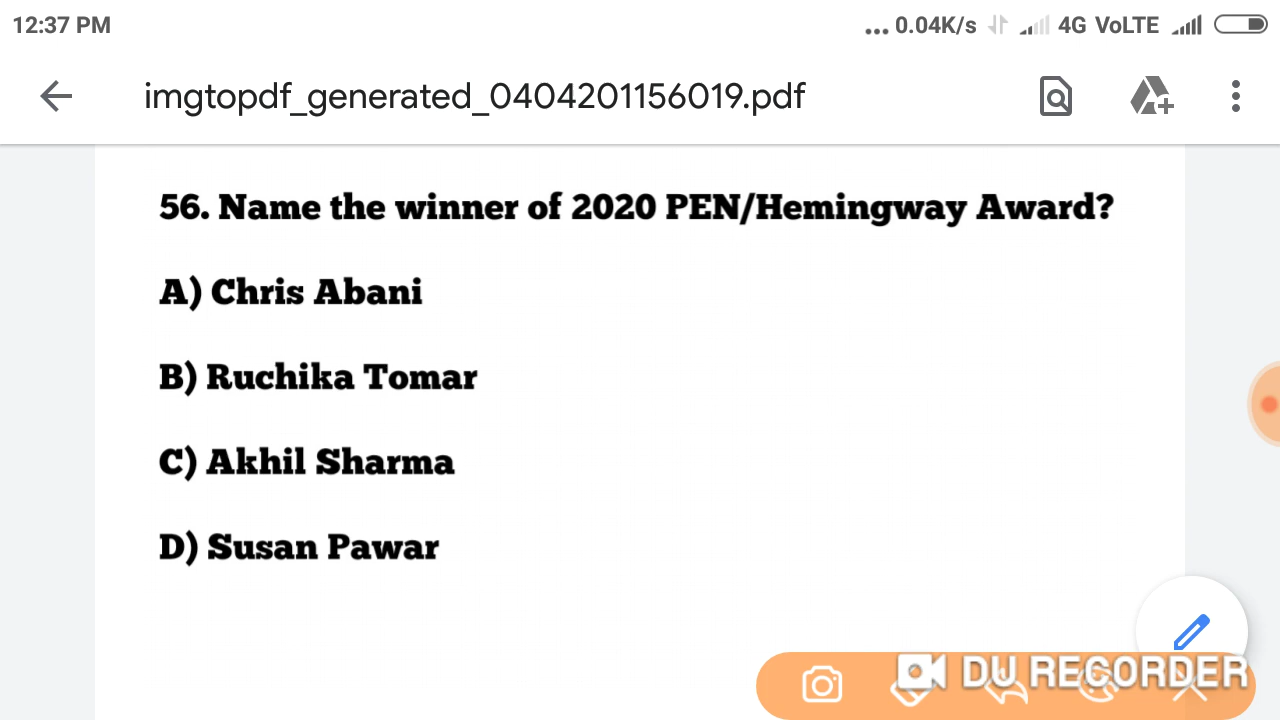 12:37 PM ... 0.04K/s 4G VoLTE
imgtopdf_generated_0404201156019.pdf
56. Name the winner of 2020 PEN/Hemingway Award?
A) Chris Abani
B) Ruchika Tomar
C) Akhil Sharma
D) Susan Pawar
DU RECORDER